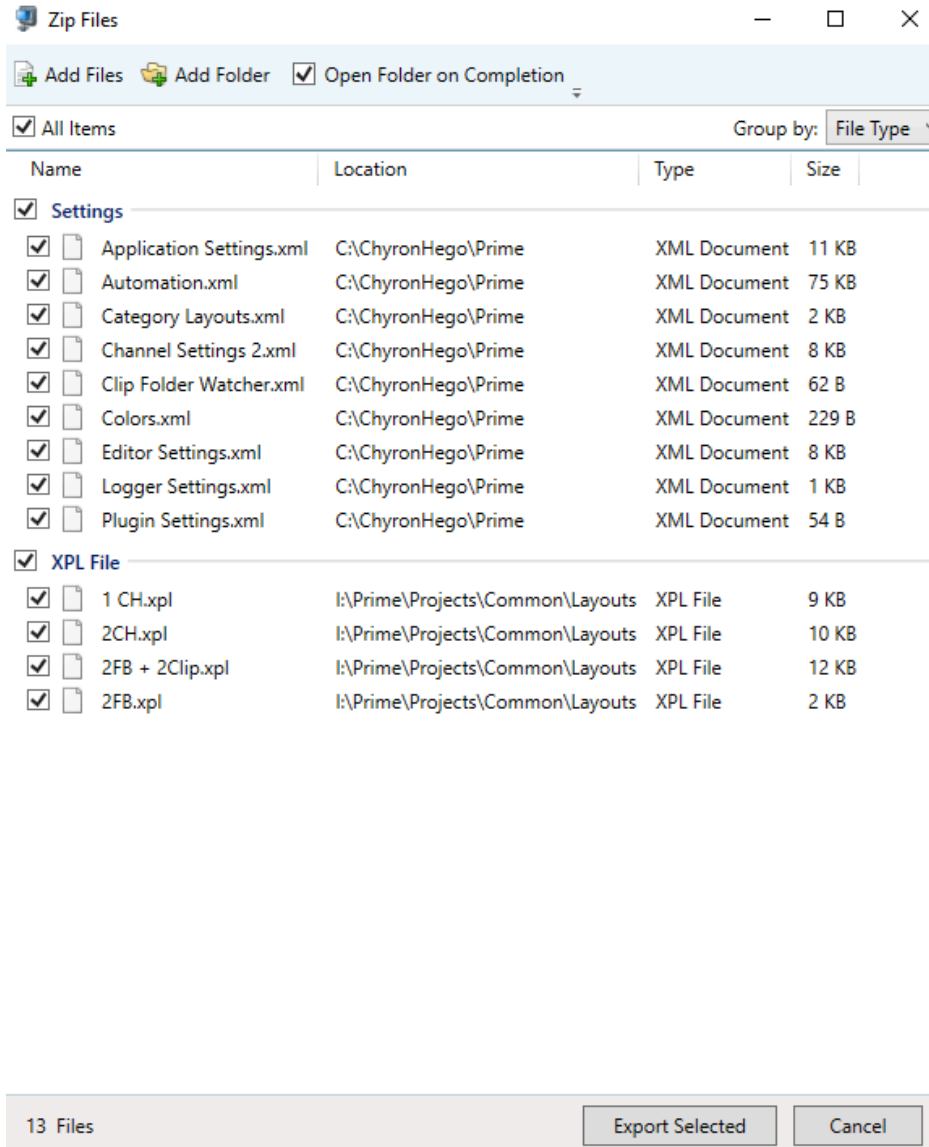 Zip Files
Add Files Add Folder Open Folder on Completion
All Items Group by: File Type
Name Location Type Size
Settings
Application Settings.xml C:\ChyronHego\Prime XML Document 11 KB
Automation.xml C:\ChyronHego\Prime XML Document 75 KB
Category Layouts.xml C:\ChyronHego\Prime XML Document 2 KB
Channel Settings 2.xml C:\ChyronHego\Prime XML Document 8 KB
Clip Folder Watcher.xml C:\ChyronHego\Prime XML Document 62 B
Colors.xml C:\ChyronHego\Prime XML Document 229 B
Editor Settings.xml C:\ChyronHego\Prime XML Document 8 KB
Logger Settings.xml C:\ChyronHego\Prime XML Document 1 KB
Plugin Settings.xml C:\ChyronHego\Prime XML Document 54 B
XPL File
1 CH.xpl I:\Prime\Projects\Common\Layouts XPL File 9 KB
2CH.xpl I:\Prime\Projects\Common\Layouts XPL File 10 KB
2FB + 2Clip.xpl I:\Prime\Projects\Common\Layouts XPL File 12 KB
2FB.xpl I:\Prime\Projects\Common\Layouts XPL File 2 KB
13 Files Export Selected Cancel